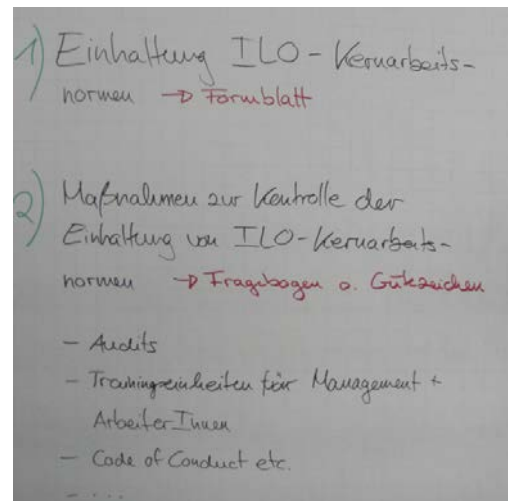 1) Einhaltung ILO-Kernarbeits-
normen → Formblatt
2) Maßnahmen zur Kontrolle der
Einhaltung von ILO-Kernarbeits-
normen → Fragebogen o. Gütezeichen
- Audits
- Trainingseinheiten für Management +
ArbeiterInnen
- Code of Conduct etc.
- ...